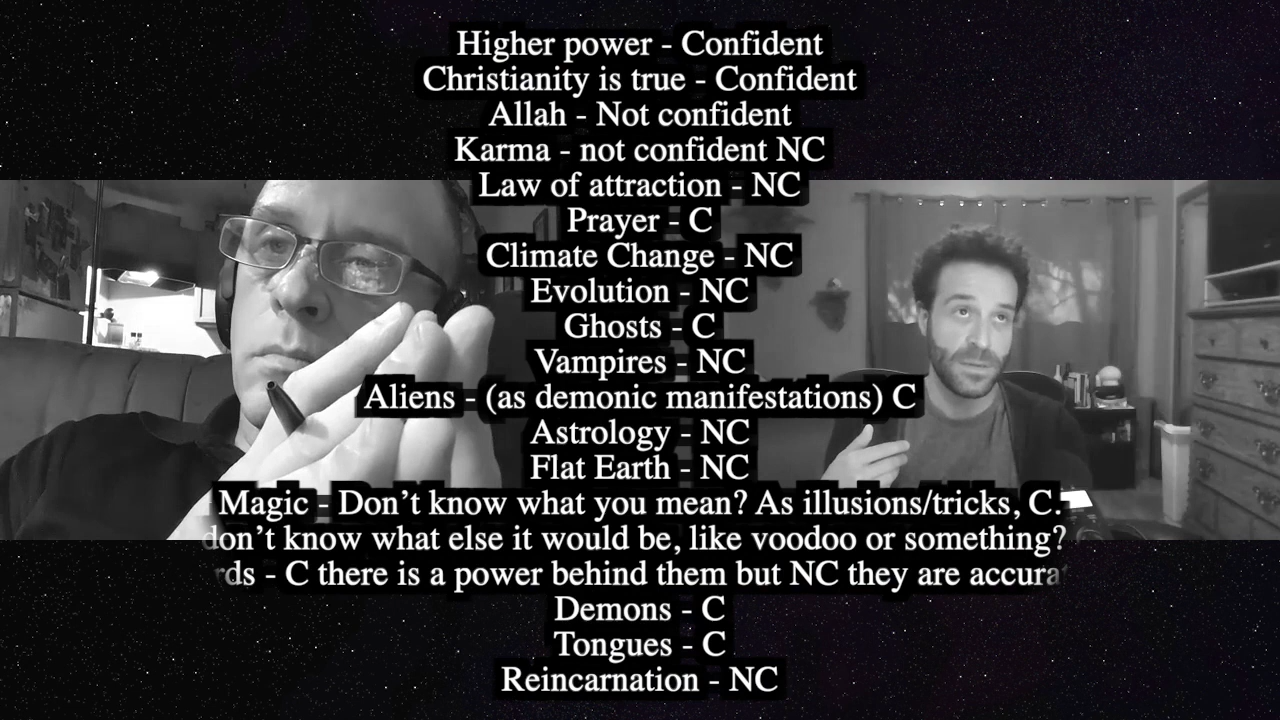 Higher power - Confident
Christianity is true - Confident
Allah - Not confident
Karma - not confident NC
Law of attraction - NC
Prayer - C
Climate Change - NC
Evolution - NC
Ghosts - C
Vampires - NC
Aliens - (as demonic manifestations) C
Astrology - NC
Flat Earth - NC
Magic - Don’t know what you mean? As illusions/tricks, C.
don’t know what else it would be, like voodoo or something?
- C there is a power behind them but NC they are
Demons - C
Tongues - C
Reincarnation - NC